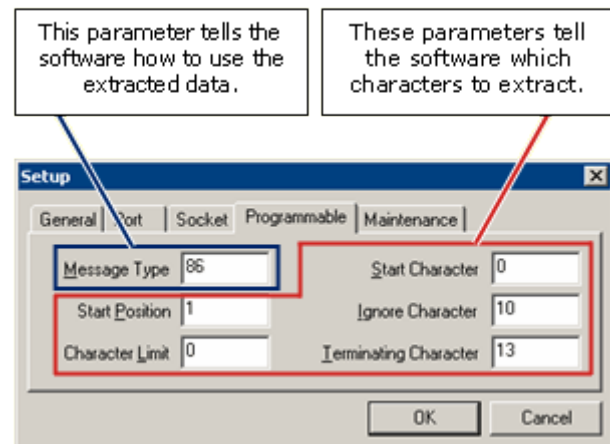 This parameter tells the
software how to use the
extracted data.
These parameters tell
the software which
characters to extract.
Setup
General Port Socket Programmable Maintenance
Message Type 86 Start Character 0
Start Position 1 Ignore Character 10
Character Limit 0 Terminating Character 13
OK Cancel